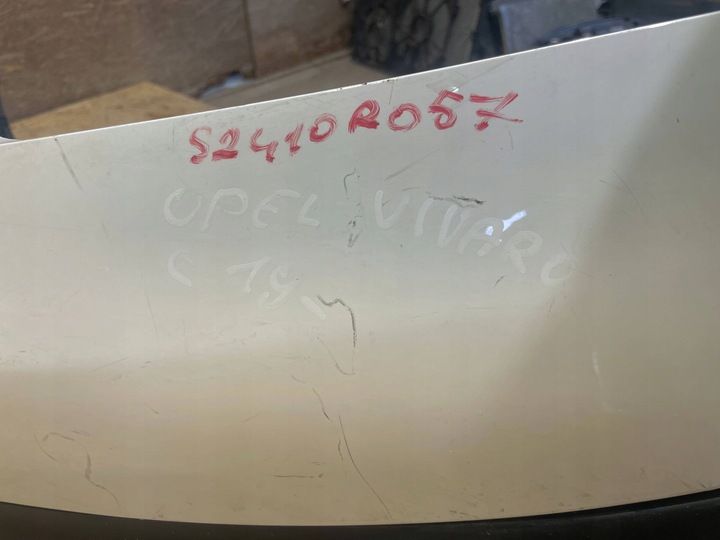 S2410R057
OPEL VIVARO
C 19-